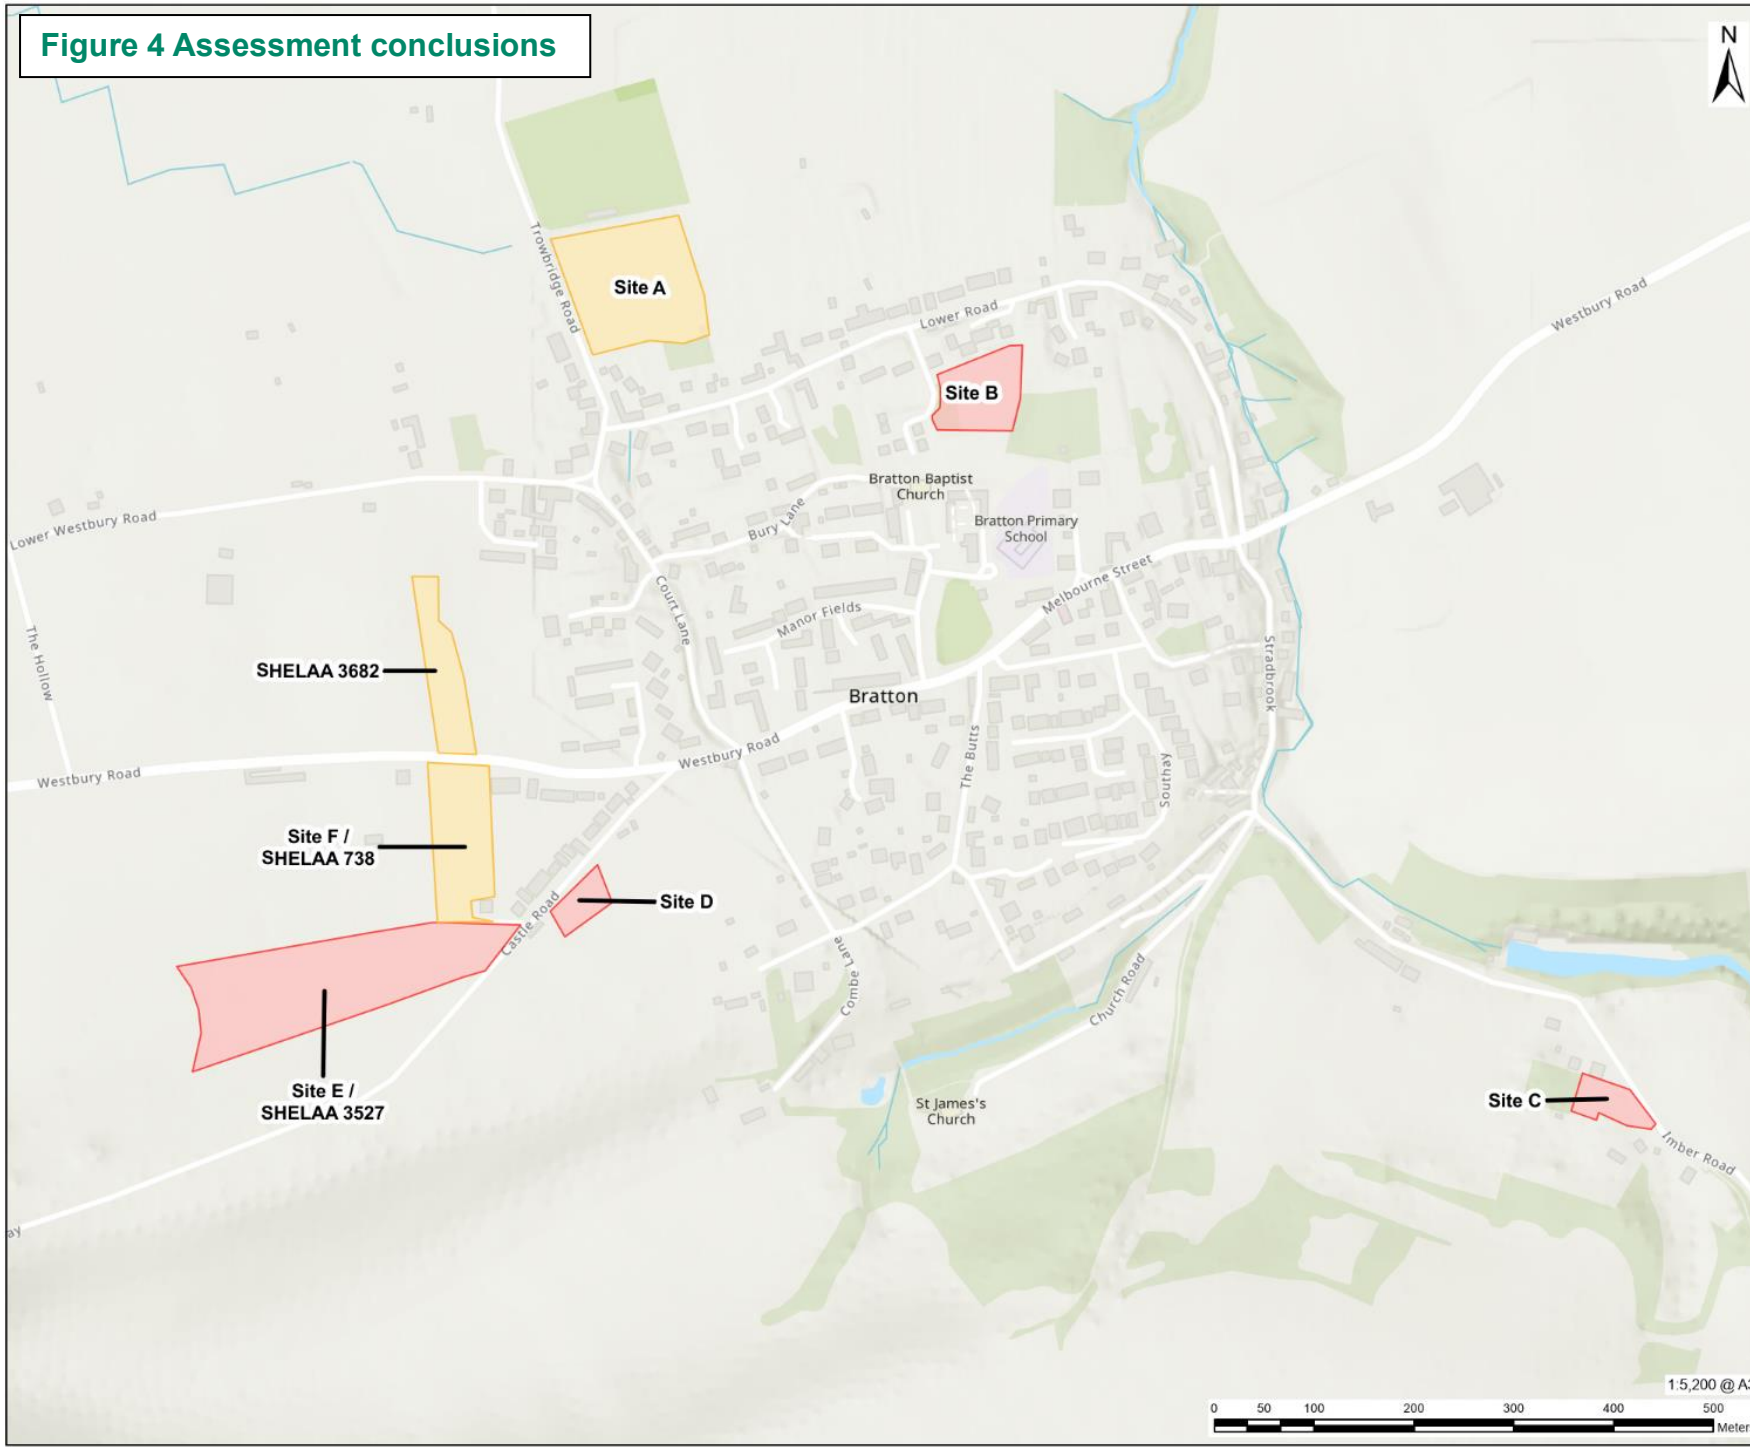 Figure 4 Assessment conclusions
N
Trowbridge Road
Site A
Lower Road
Westbury Road
Site B
Bratton Baptist
Church
Bury Lane
Bratton Primary
School
Lower Westbury Road
Melbourne Street
Court Lane
Manor Fields
The Hollow
SHELAA 3682
Stradbrook
Bratton
Westbury Road
Westbury Road
The Butts
Southay
Site F /
SHELAA 738
Site D
Castle Road
Combe Lane
Church Road
Site E /
SHELAA 3527
St James's
Church
Site C
Imber Road
ay
1:5,200 @ A3
0 50 100 200 300 400 500
Meter